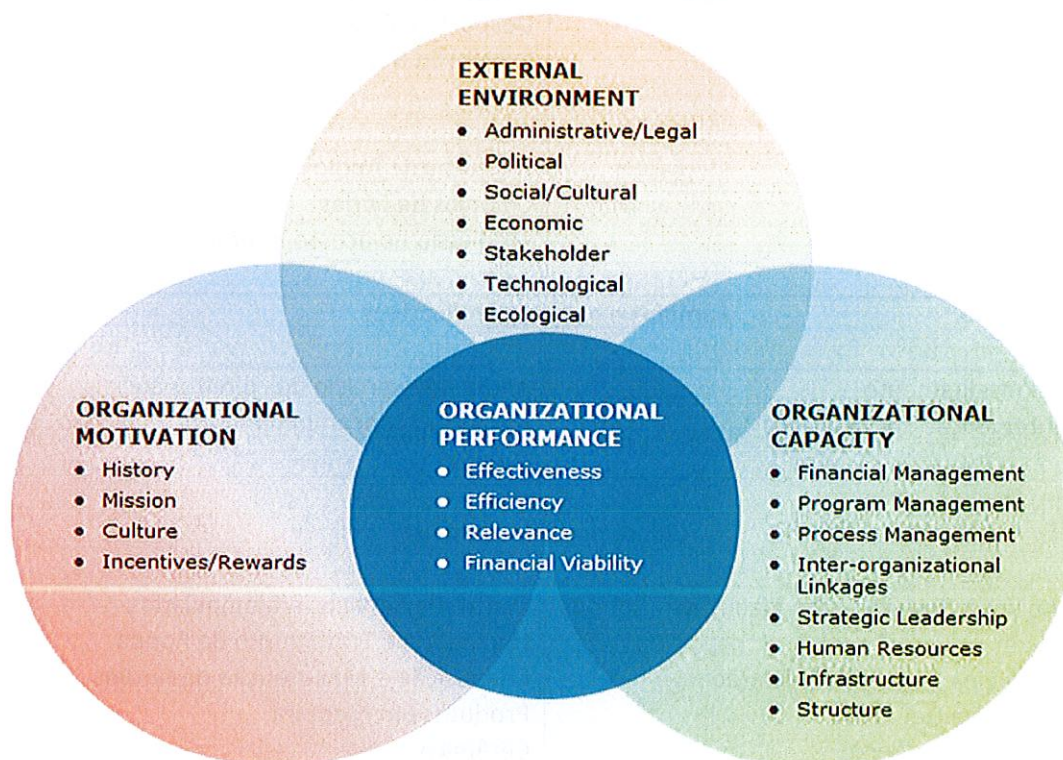 EXTERNAL
ENVIRONMENT
• Administrative/Legal
• Political
• Social/Cultural
• Economic
• Stakeholder
• Technological
• Ecological
ORGANIZATIONAL
MOTIVATION
• History
• Mission
• Culture
• Incentives/Rewards
ORGANIZATIONAL
PERFORMANCE
• Effectiveness
• Efficiency
• Relevance
• Financial Viability
ORGANIZATIONAL
CAPACITY
• Financial Management
• Program Management
• Process Management
• Inter-organizational
Linkages
• Strategic Leadership
• Human Resources
• Infrastructure
• Structure